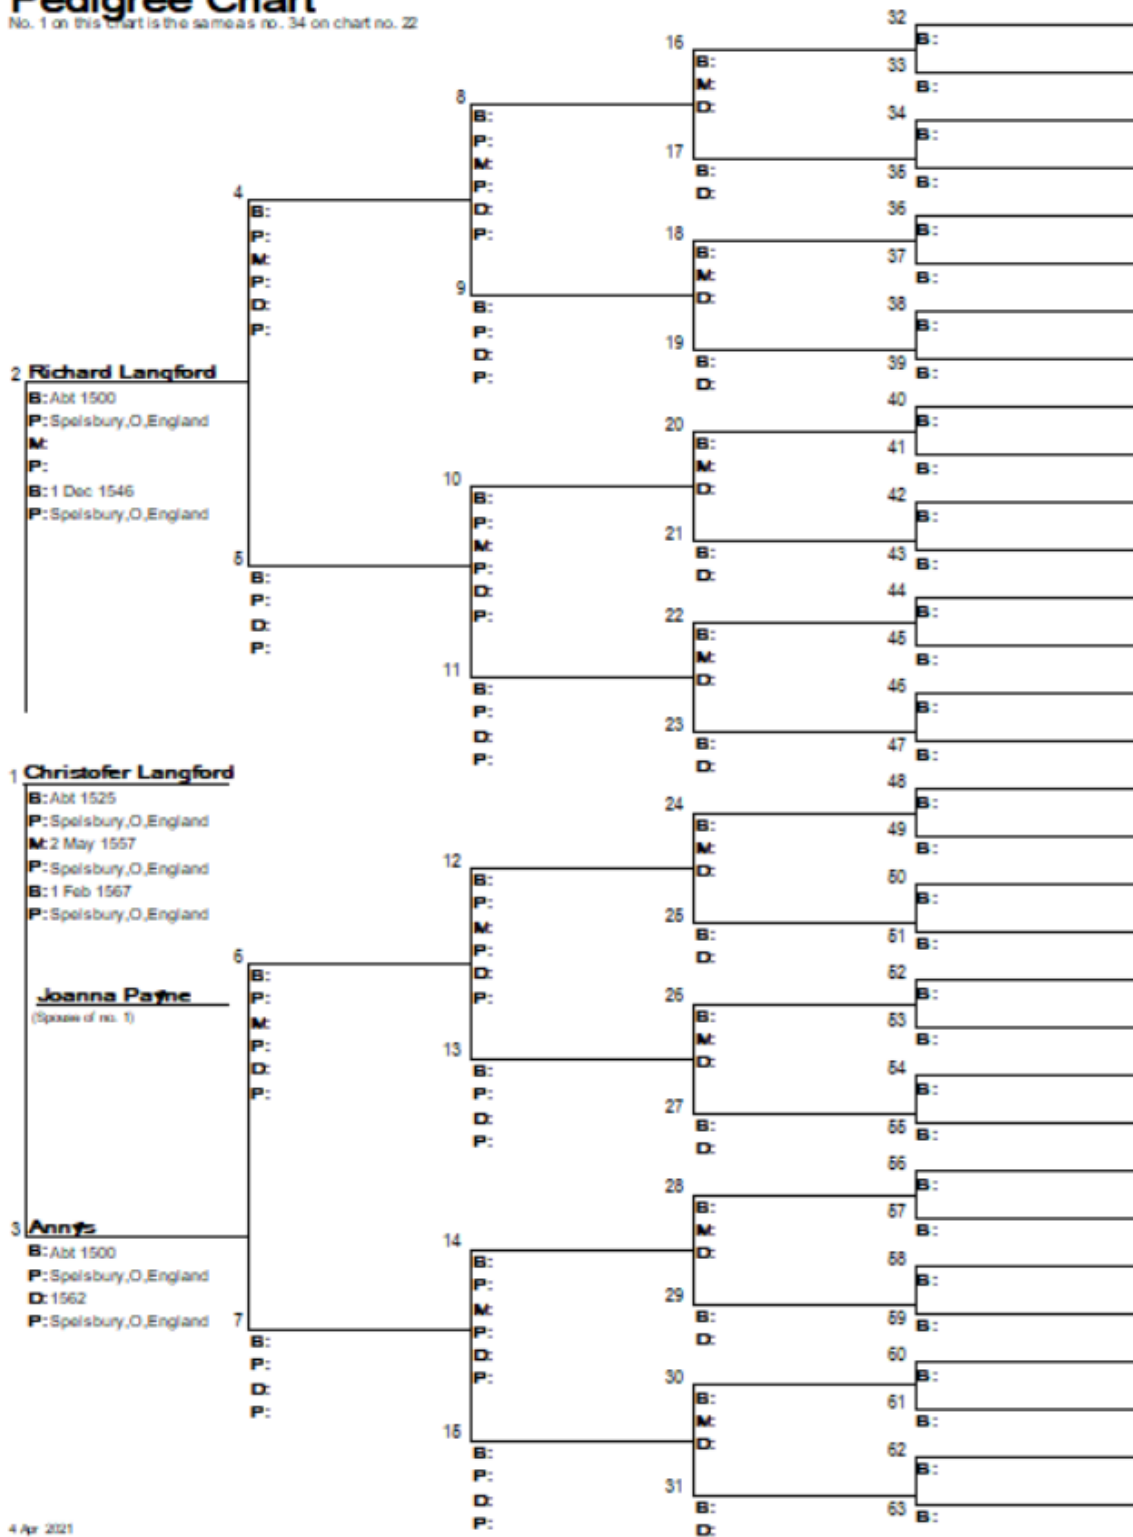 Pedigree Chart
No. 1 on this chart is the same as no. 34 on chart no. 22
2 Richard Langford
B: Abt 1500
P: Spelsbury,O,England
M:
P:
B: 1 Dec 1546
P: Spelsbury,O,England
1 Christofer Langford
B: Abt 1525
P: Spelsbury,O,England
M: 2 May 1557
P: Spelsbury,O,England
B: 1 Feb 1567
P: Spelsbury,O,England
Joanna Payne
(Spouse of no. 1)
3 Annys
B: Abt 1500
P: Spelsbury,O,England
D: 1562
P: Spelsbury,O,England
4
B:
P:
M:
P:
D:
P:
5
B:
P:
D:
P:
6
B:
P:
M:
P:
D:
P:
7
B:
P:
D:
P:
8
B:
P:
M:
P:
D:
P:
9
B:
P:
D:
P:
10
B:
P:
M:
P:
D:
P:
11
B:
P:
D:
P:
12
B:
P:
M:
P:
D:
P:
13
B:
P:
D:
P:
14
B:
P:
M:
P:
D:
P:
15
B:
P:
D:
P:
16
B:
M:
D:
17
B:
D:
18
B:
M:
D:
19
B:
D:
20
B:
M:
D:
21
B:
D:
22
B:
M:
D:
23
B:
D:
24
B:
M:
D:
25
B:
D:
26
B:
M:
D:
27
B:
D:
28
B:
M:
D:
29
B:
D:
30
B:
M:
D:
31
B:
D:
32
B:
33
B:
34
B:
35
B:
36
B:
37
B:
38
B:
39
B:
40
B:
41
B:
42
B:
43
B:
44
B:
45
B:
46
B:
47
B:
48
B:
49
B:
50
B:
51
B:
52
B:
53
B:
54
B:
55
B:
56
B:
57
B:
58
B:
59
B:
60
B:
61
B:
62
B:
63
B:
4 Apr 2021